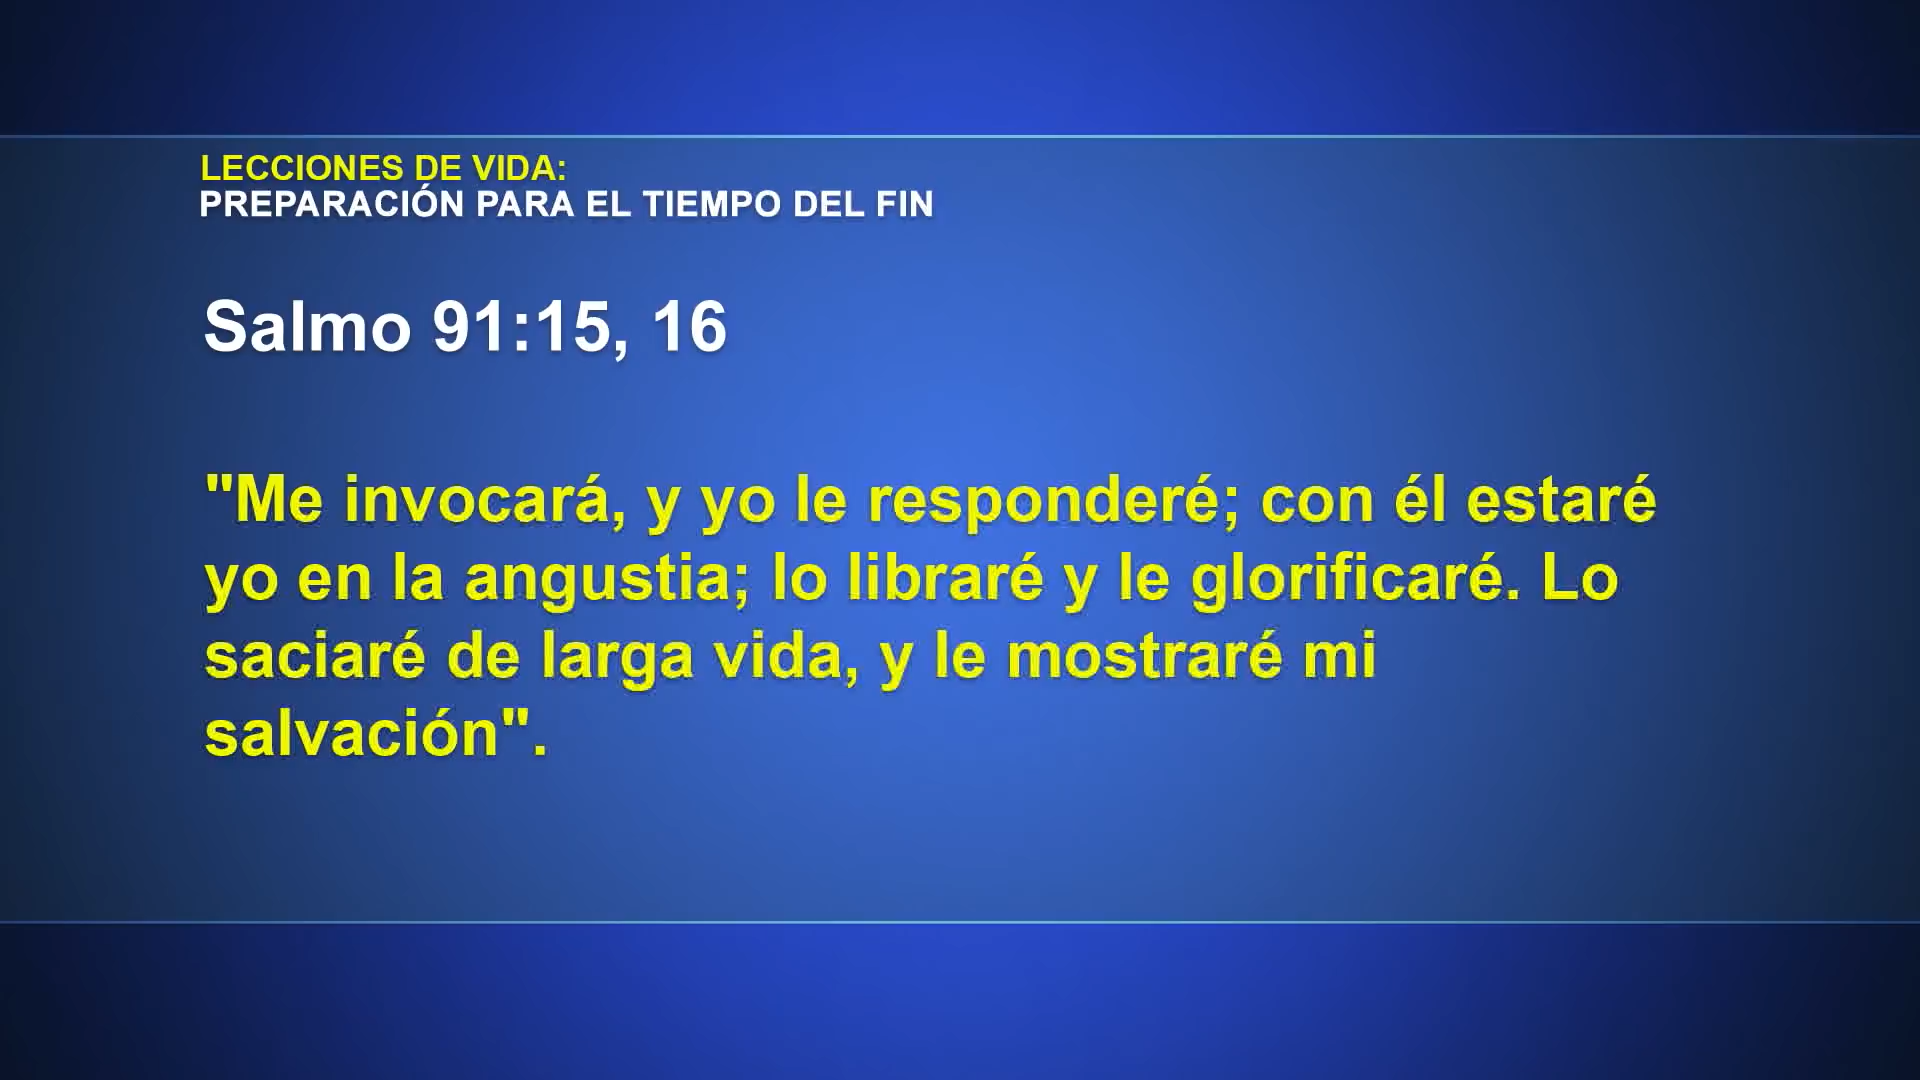 LECCIONES DE VIDA:
PREPARACIÓN PARA EL TIEMPO DEL FIN
Salmo 91:15, 16
"Me invocará, y yo le responderé; con él estaré
yo en la angustia; lo libraré y le glorificaré. Lo
saciaré de larga vida, y le mostraré mi
salvación".